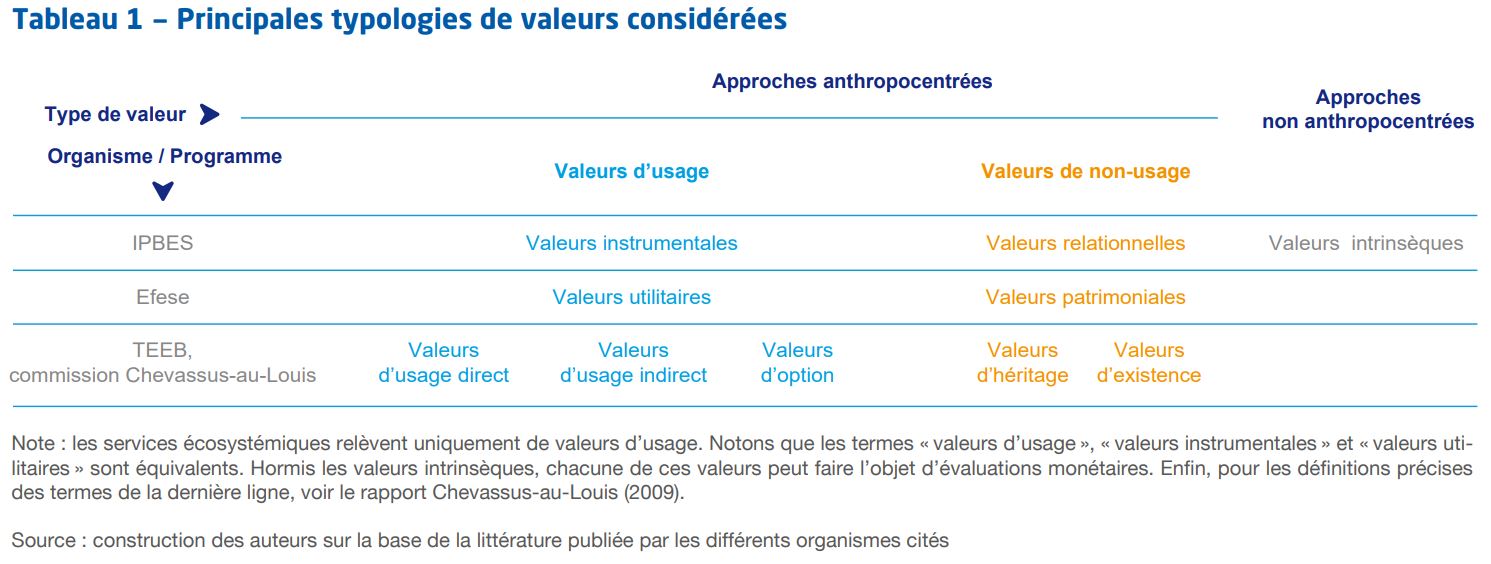 Tableau 1 – Principales typologies de valeurs considérées
Approches anthropocentrées
Approches
non anthropocentrées
Type de valeur
Organisme / Programme
Valeurs d’usage
Valeurs de non-usage
IPBES
Valeurs instrumentales
Valeurs relationnelles
Valeurs intrinsèques
Efese
Valeurs utilitaires
Valeurs patrimoniales
TEEB,
commission Chevassus-au-Louis
Valeurs
d’usage direct
Valeurs
d’usage indirect
Valeurs
d’option
Valeurs
d’héritage
Valeurs
d’existence
Note : les services écosystémiques relèvent uniquement de valeurs d’usage. Notons que les termes « valeurs d’usage », « valeurs instrumentales » et « valeurs uti-
litaires » sont équivalents. Hormis les valeurs intrinsèques, chacune de ces valeurs peut faire l’objet d’évaluations monétaires. Enfin, pour les définitions précises
des termes de la dernière ligne, voir le rapport Chevassus-au-Louis (2009).
Source : construction des auteurs sur la base de la littérature publiée par les différents organismes cités